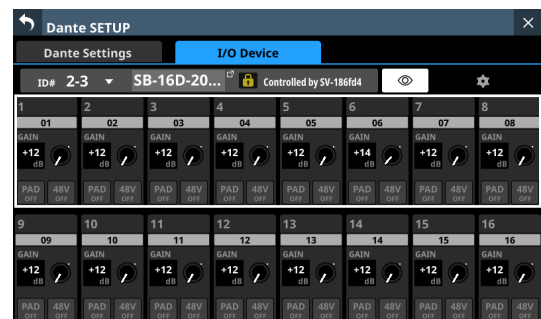 Dante SETUP
Dante Settings I/O Device
ID# 2-3 SB-16D-20... Controlled by SV-186fd4
1 2 3 4 5 6 7 8
01 02 03 04 05 06 07 08
GAIN GAIN GAIN GAIN GAIN GAIN GAIN GAIN
+12 +12 +12 +12 +12 +14 +12 +12
dB dB dB dB dB dB dB dB
PAD 48V PAD 48V PAD 48V PAD 48V PAD 48V PAD 48V PAD 48V PAD 48V
OFF OFF OFF OFF OFF OFF OFF OFF OFF OFF OFF OFF OFF OFF OFF OFF
9 10 11 12 13 14 15 16
09 10 11 12 13 14 15 16
GAIN GAIN GAIN GAIN GAIN GAIN GAIN GAIN
+12 +12 +12 +12 +12 +12 +12 +12
dB dB dB dB dB dB dB dB
PAD 48V PAD 48V PAD 48V PAD 48V PAD 48V PAD 48V PAD 48V PAD 48V
OFF OFF OFF OFF OFF OFF OFF OFF OFF OFF OFF OFF OFF OFF OFF OFF